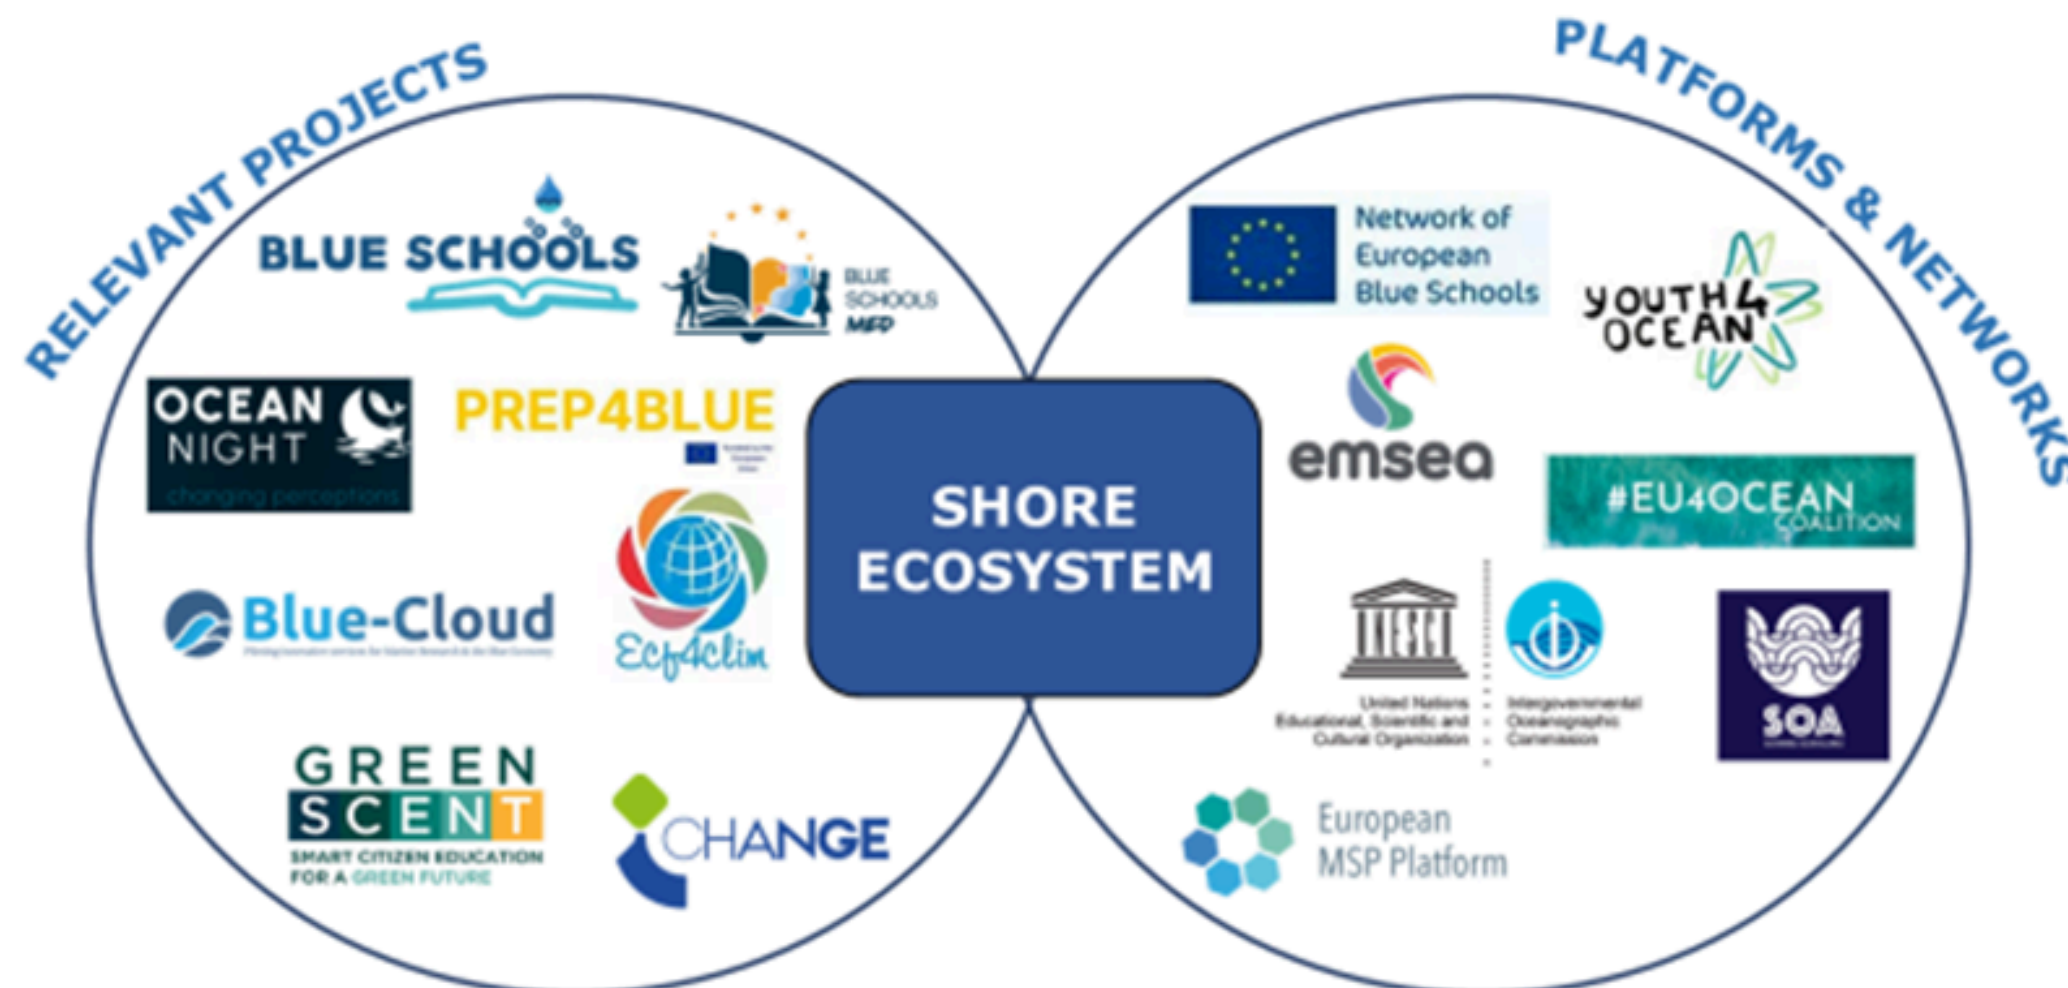 RELEVANT PROJECTS
PLATFORMS & NETWORKS
BLUE SCHOOLS
BLUE
SCHOOLS
MED
OCEAN
NIGHT
changing perceptions
PREP4BLUE
Ecf4clim
Blue-Cloud
GREEN
SCENT
SMART CITIZEN EDUCATION
FOR A GREEN FUTURE
CHANGE
SHORE
ECOSYSTEM
Network of
European
Blue Schools
YOUTH4
OCEAN
emsea
#EU4OCEAN
COALITION
UNESCO
United Nations
Educational, Scientific and
Cultural Organization
Intergovernmental
Oceanographic
Commission
SOA
European
MSP Platform